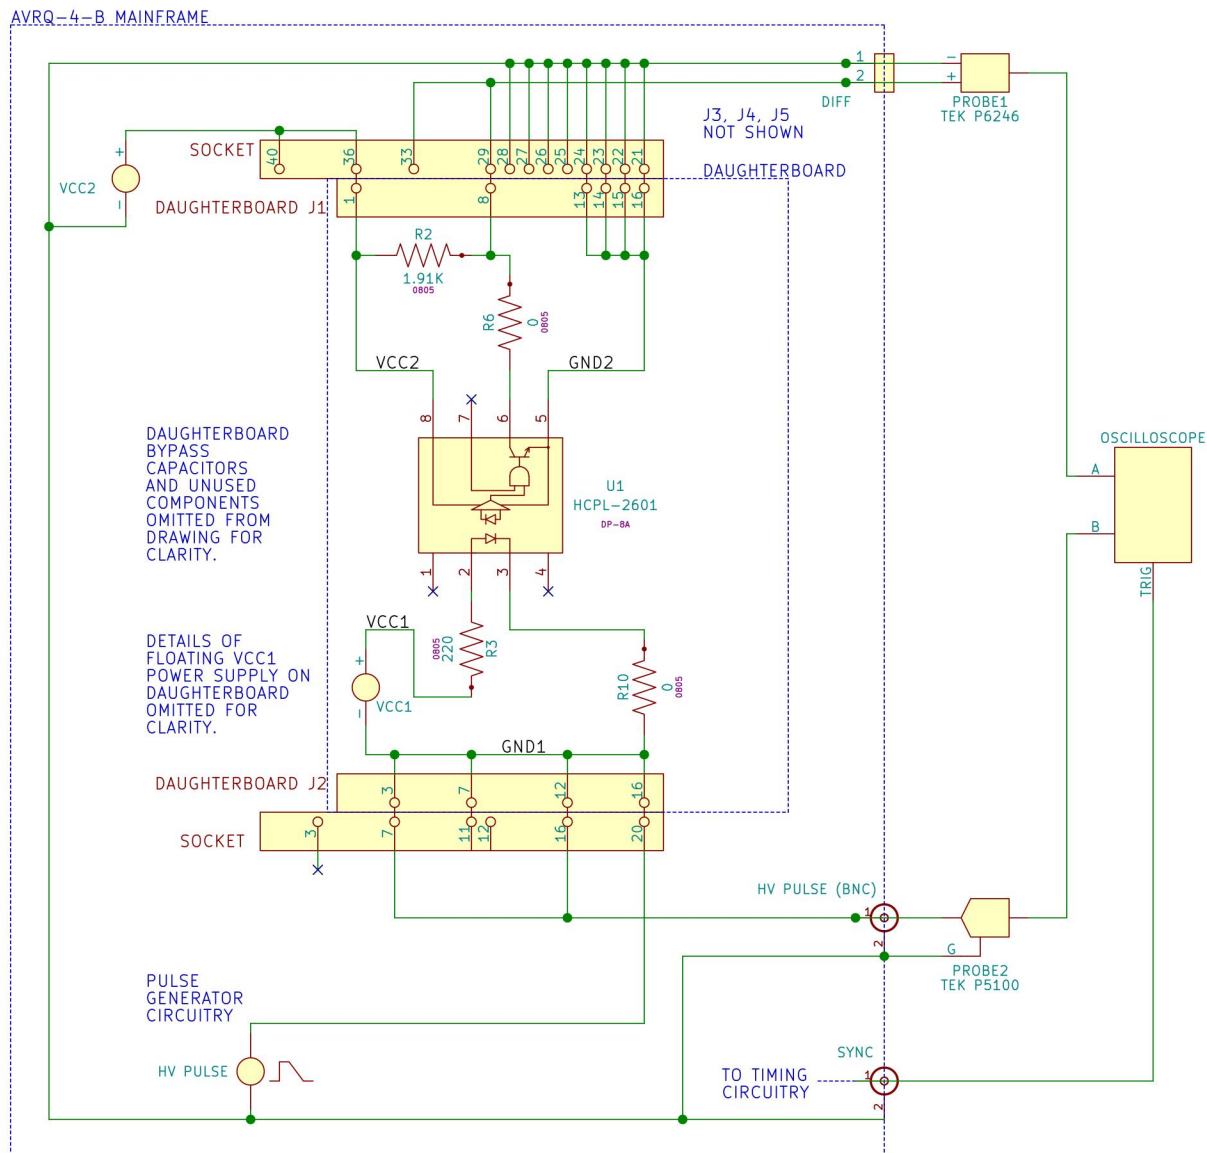 AVRQ-4-B MAINFRAME
1
2
DIFF
-
+
PROBE1
TEK P6246
J3, J4, J5
NOT SHOWN
SOCKET
40
36
33
29
28
27
26
25
24
23
22
21
DAUGHTERBOARD
+
VCC2
-
DAUGHTERBOARD J1
1
8
13
14
15
16
R2
1.91K
0805
R6
0
0805
VCC2
GND2
8
7
6
5
OSCILLOSCOPE
A
B
TRIG
DAUGHTERBOARD
BYPASS
CAPACITORS
AND UNUSED
COMPONENTS
OMITTED FROM
DRAWING FOR
CLARITY.
U1
HCPL-2601
DP-8A
1
2
3
4
VCC1
+
VCC1
-
0805
220
R3
R10
0
0805
DETAILS OF
FLOATING VCC1
POWER SUPPLY ON
DAUGHTERBOARD
OMITTED FOR
CLARITY.
GND1
DAUGHTERBOARD J2
3
7
12
16
SOCKET
3
7
11
12
16
20
HV PULSE (BNC)
1
2
G
PROBE2
TEK P5100
PULSE
GENERATOR
CIRCUITRY
HV PULSE
SYNC
TO TIMING
CIRCUITRY
1
2